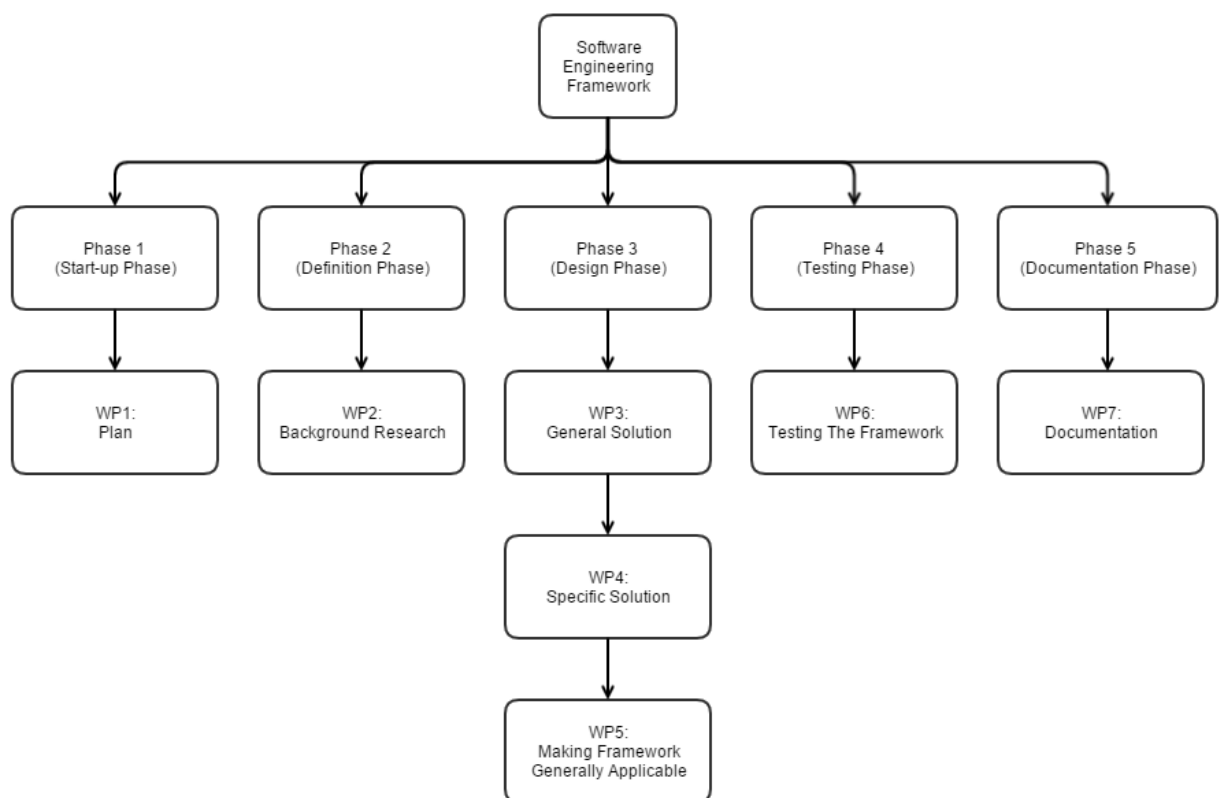 Software
Engineering
Framework
Phase 1
(Start-up Phase)
Phase 2
(Definition Phase)
Phase 3
(Design Phase)
Phase 4
(Testing Phase)
Phase 5
(Documentation Phase)
WP1:
Plan
WP2:
Background Research
WP3:
General Solution
WP6:
Testing The Framework
WP7:
Documentation
WP4:
Specific Solution
WP5:
Making Framework
Generally Applicable